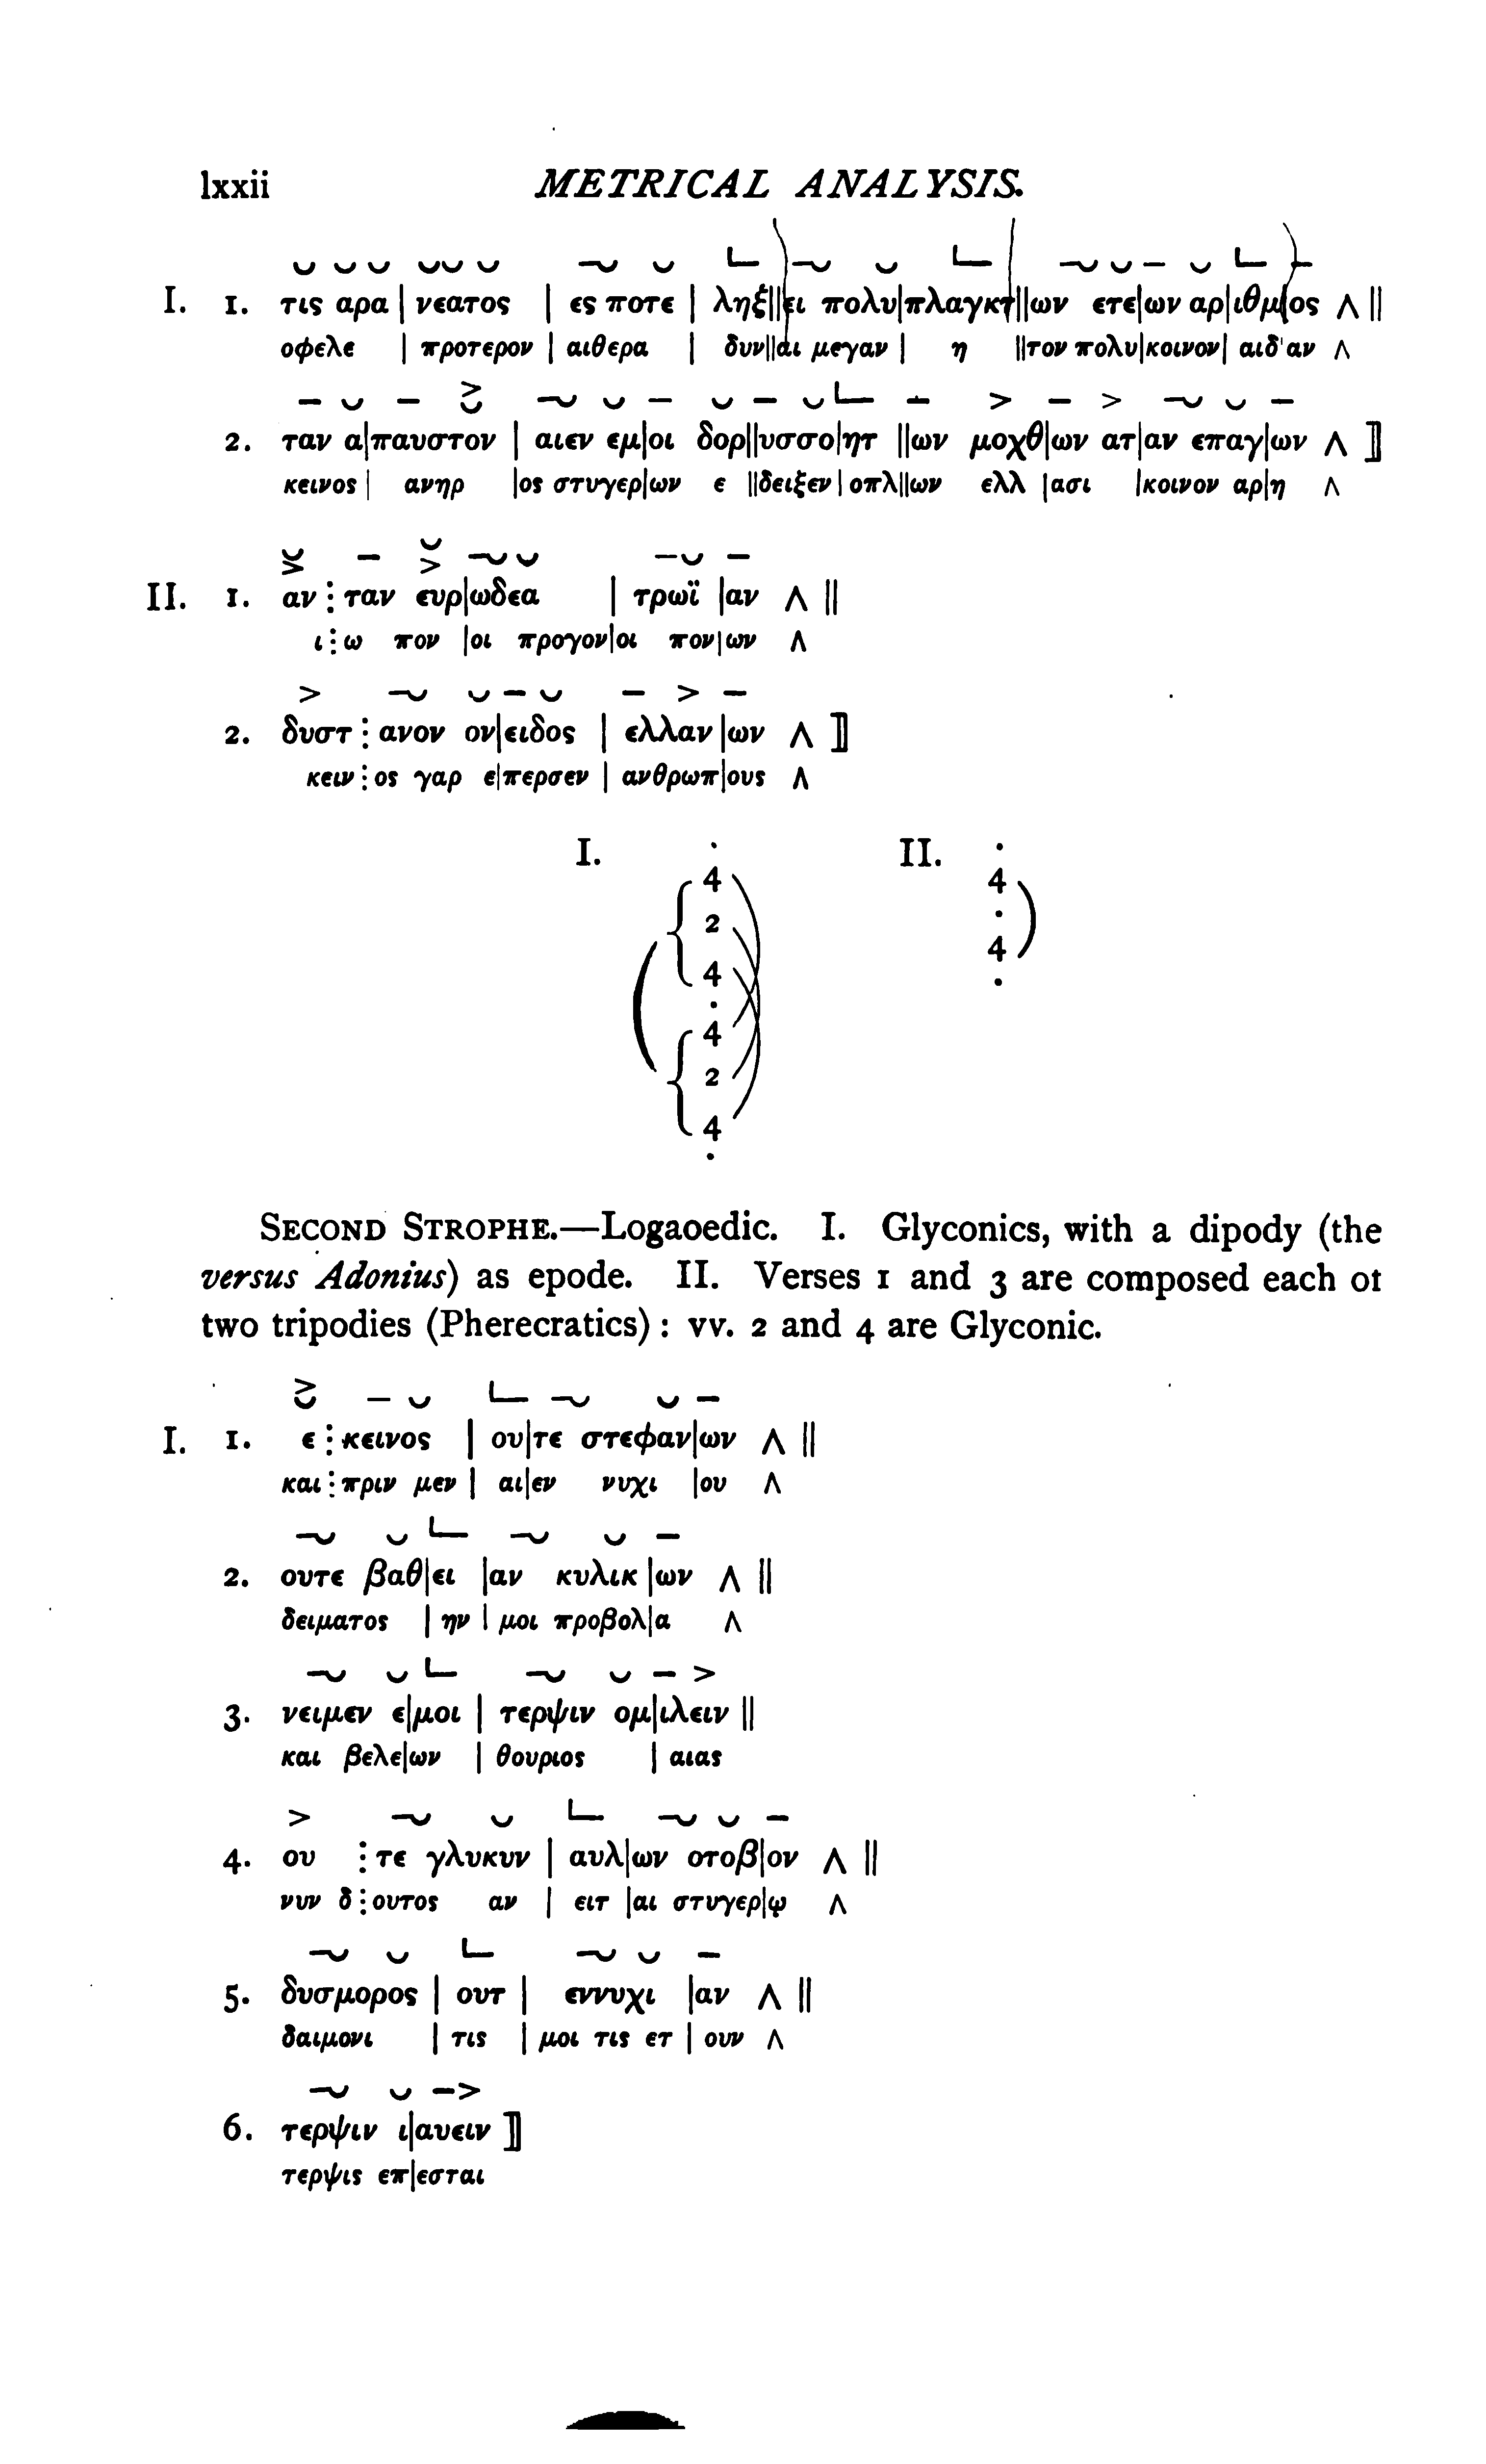 lxxii METRICAL ANALYSIS.
⏑ ⏑ ⏑ ⏑⏑ ⏑ –⏑ ⏑ ∟ –⏑ ⏑ ∟ –⏑ ⏑ – ⏑ ∟ –
I. 1. τις αρα | νεατος | ες ποτε | ληξ||ει πολυ|πλαγκτ||ων ετε|ων αρ|ιθμ|ος Λ ||
οφελε | προτερον | αιθερα | δυν||αι μεγαν | η ||τον πολυ|κοινον| αιδ'αν Λ
– ⏑ – >⏑ –⏑ ⏑ – ⏑ – ⏑ ∟ – > – > –⏑ ⏑ –
2. ταν α|παυστον | αιεν εμ|οι δορ||υσσο|ητ ||ων μοχθ|ων ατ|αν επαγ|ων Λ ]]
κεινος | ανηρ |ος στυγερ|ων ε ||δειξεν | οπλ||ων ελλ |ασι |κοινον αρ|η Λ
⏑> – ⏑> –⏑ ⏑ – ⏑ –
II. 1. αν ⋮ ταν ευρ|ωδεα | τρωϊ |αν Λ ||
ι ⋮ ω πον |οι προγον|οι πον|ων Λ
> –⏑ ⏑ – ⏑ – > –
2. δυστ ⋮ ανον ον|ειδος | ελλαν |ων Λ ]]
κειν ⋮ ος γαρ ε|περσεν | ανθρωπ|ους Λ
I. · II. ·
4 4
2 ·
4 4
· ·
4
2
4
·
SECOND STROPHE.—Logaoedic. I. Glyconics, with a dipody (the
versus Adonius) as epode. II. Verses 1 and 3 are composed each ot
two tripodies (Pherecratics) : vv. 2 and 4 are Glyconic.
>⏑ – ⏑ ∟ –⏑ ⏑ –
I. 1. ε ⋮ κεινος | ου|τε στεφαν|ων Λ ||
και ⋮ πριν μεν | αι|εν νυχι |ου Λ
–⏑ ⏑ ∟ –⏑ ⏑ –
2. ουτε βαθ|ει |αν κυλικ |ων Λ ||
δειματος | ην | μοι προβολ|α Λ
–⏑ ⏑ ∟ –⏑ ⏑ – >
3. νειμεν ε|μοι | τερψιν ομ|ιλειν ||
και βελε|ων | θουριος | αιας
> –⏑ ⏑ ∟ –⏑ ⏑ –
4. ου ⋮ τε γλυκυν | αυλ|ων οτοβ|ον Λ ||
νυν δ ⋮ ουτος αν | ειτ |αι στυγερ|ῳ Λ
–⏑ ⏑ ∟ –⏑ ⏑ –
5. δυσμορος | ουτ | εννυχι |αν Λ ||
δαιμονι | τις | μοι τις ετ | ουν Λ
–⏑ ⏑ – >
6. τερψιν ι|αυειν ]]
τερψις επ|εσται